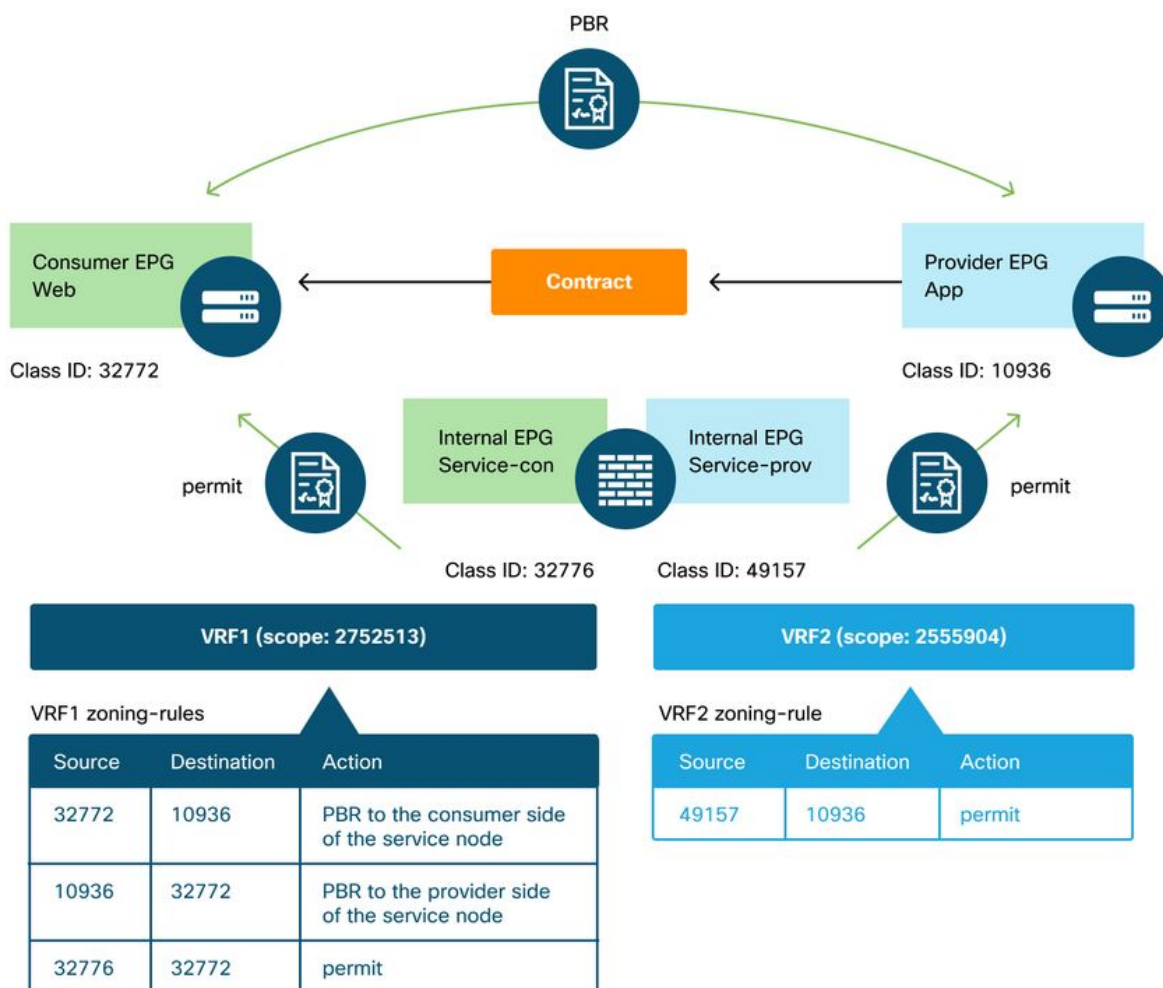 PBR
Consumer EPG
Web
Contract
Provider EPG
App
Class ID: 32772
Class ID: 10936
Internal EPG
Service-con
Internal EPG
Service-prov
permit
permit
Class ID: 32776
Class ID: 49157
VRF1 (scope: 2752513)
VRF2 (scope: 2555904)
VRF1 zoning-rules
Source Destination Action
32772 10936 PBR to the consumer side
of the service node
10936 32772 PBR to the provider side
of the service node
32776 32772 permit
VRF2 zoning-rule
Source Destination Action
49157 10936 permit